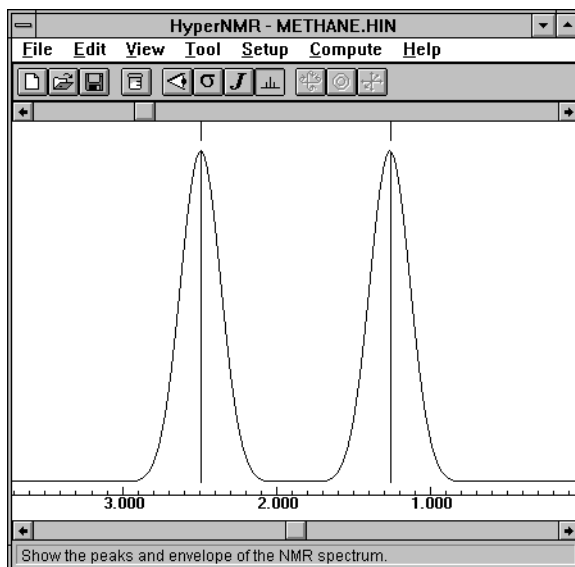 HyperNMR - METHANE.HIN
File Edit View Tool Setup Compute Help
σ J
3.000 2.000 1.000
Show the peaks and envelope of the NMR spectrum.